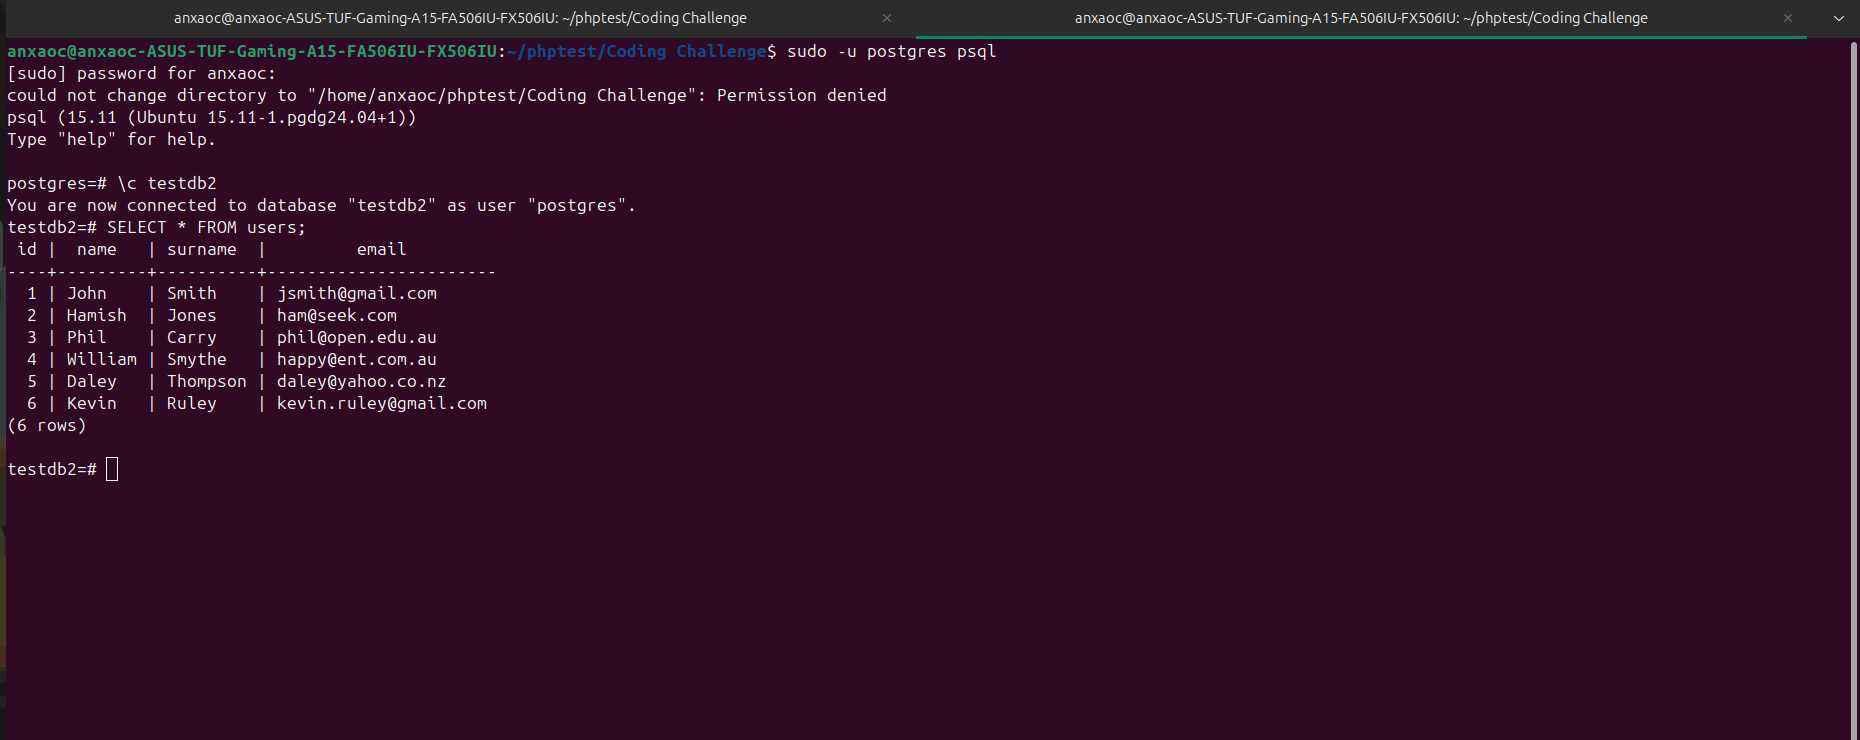 anxaoc@anxaoc-ASUS-TUF-Gaming-A15-FA506IU-FX506IU: ~/phptest/Coding Challenge × anxaoc@anxaoc-ASUS-TUF-Gaming-A15-FA506IU-FX506IU: ~/phptest/Coding Challenge ×
anxaoc@anxaoc-ASUS-TUF-Gaming-A15-FA506IU-FX506IU:~/phptest/Coding Challenge$ sudo -u postgres psql
[sudo] password for anxaoc:
could not change directory to "/home/anxaoc/phptest/Coding Challenge": Permission denied
psql (15.11 (Ubuntu 15.11-1.pgdg24.04+1))
Type "help" for help.

postgres=# \c testdb2
You are now connected to database "testdb2" as user "postgres".
testdb2=# SELECT * FROM users;
 id |  name   | surname  |         email
----+---------+----------+-----------------------
  1 | John    | Smith    | jsmith@gmail.com
  2 | Hamish  | Jones    | ham@seek.com
  3 | Phil    | Carry    | phil@open.edu.au
  4 | William | Smythe   | happy@ent.com.au
  5 | Daley   | Thompson | daley@yahoo.co.nz
  6 | Kevin   | Ruley    | kevin.ruley@gmail.com
(6 rows)

testdb2=#